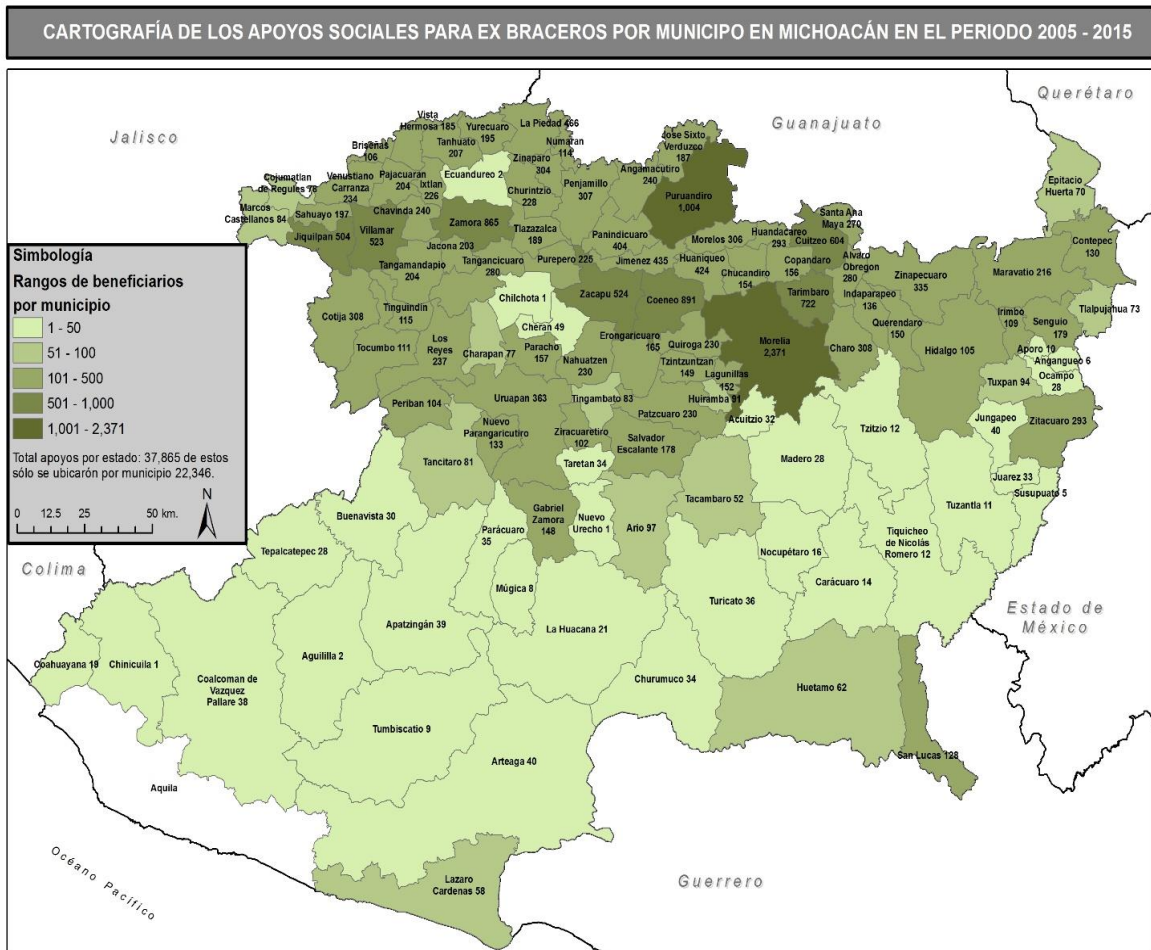 CARTOGRAFÍA DE LOS APOYOS SOCIALES PARA EX BRACEROS POR MUNICIPO EN MICHOACÁN EN EL PERIODO 2005 - 2015
Querétaro
Jalisco
Guanajuato
Vista
Hermosa 185
Yurecuaro
195
La Piedad 466
Numaran
114
Jose Sixto
Verduzco
187
Briseñas
106
Tanhuato
207
Ecuandureo 2
Zinaparo
304
Angamacutiro
240
Epitacio
Huerta 70
Cojumatlan
de Regules 78
Venustiano
Carranza
234
Pajacuaran
204
Ixtlan
226
Churintzio
228
Penjamillo
307
Puruandiro
1,004
Marcos
Castellanos 84
Sahuayo 197
Chavinda 240
Zamora 865
Tlazazalca
189
Panindicuaro
404
Morelos 306
Huandacareo
293
Santa Ana
Maya 270
Cuitzeo 604
Contepec
130
Jiquilpan 504
Villamar
523
Jacona 203
Tangamandapio
204
Tangancicuaro
280
Purepero 225
Jimenez 435
Huaniqueo
424
Chucandiro
154
Copandaro
156
Alvaro
Obregon
280
Zinapecuaro
335
Maravatio 216
Tlalpujahua 73
Simbología
Rangos de beneficiarios
por municipio
1 - 50
51 - 100
101 - 500
501 - 1,000
1,001 - 2,371
Total apoyos por estado: 37,865 de estos
sólo se ubicarón por municipio 22,346.
N
0 12.5 25 50 km.
Cotija 308
Tinguindin
115
Chilchota 1
Zacapu 524
Coeneo 891
Tarimbaro
722
Indaparapeo
136
Querendaro
150
Irimbo
109
Senguio
179
Tocumbo 111
Los
Reyes
237
Charapan 77
Cheran 49
Paracho
157
Nahuatzen
230
Erongaricuaro
165
Quiroga 230
Tzintzuntzan
149
Morelia
2,371
Charo 308
Hidalgo 105
Aporo 10
Angangueo 6
Ocampo
28
Lagunillas
152
Huiramba 91
Tuxpan 94
Periban 104
Uruapan 363
Tingambato 83
Patzcuaro 230
Acuitzio 32
Tzitzio 12
Jungapeo
40
Zitacuaro 293
Nuevo
Parangaricutiro
133
Ziracuaretiro
102
Salvador
Escalante 178
Tancitaro 81
Taretan 34
Madero 28
Juarez 33
Susupuato 5
Buenavista 30
Parácuaro
35
Gabriel
Zamora
148
Nuevo
Urecho 1
Ario 97
Tacambaro 52
Tuzantla 11
Tepalcatepec 28
Nocupétaro 16
Tiquicheo
de Nicolás
Romero 12
Colima
Múgica 8
Carácuaro 14
Turicato 36
Estado de
México
Apatzingán 39
La Huacana 21
Coahuayana 19
Chinicuila 1
Aguililla 2
Coalcoman de
Vazquez
Pallare 38
Churumuco 34
Huetamo 62
Tumbiscatio 9
San Lucas 128
Arteaga 40
Aquila
Océano Pacífico
Lazaro
Cardenas 58
Guerrero